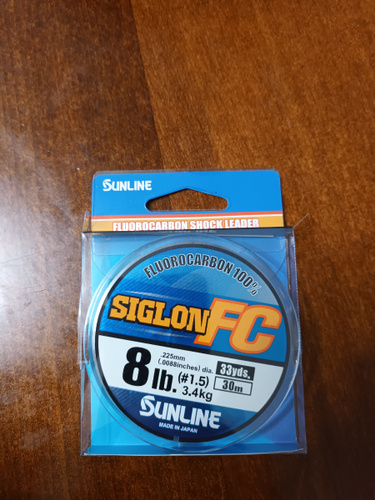 SUNLINE
FLUOROCARBON SHOCK LEADER
FLUOROCARBON 100%
SIGLON FC
.225mm
(.0088inches) dia.
33yds.
8 lb. (#1.5)
3.4kg
30m
SUNLINE
MADE IN JAPAN